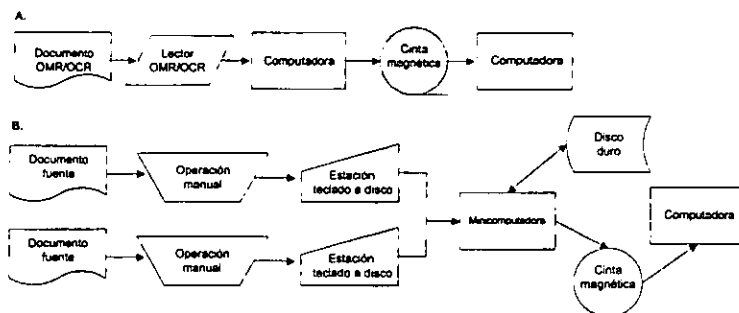 A.
Documento
OMR/OCR
Lector
OMR/OCR
Computadora
Cinta
magnética
Computadora
B.
Documento
fuente
Operación
manual
Estación
teclado a disco
Disco
duro
Minicomputadora
Computadora
Documento
fuente
Operación
manual
Estación
teclado a disco
Cinta
magnética